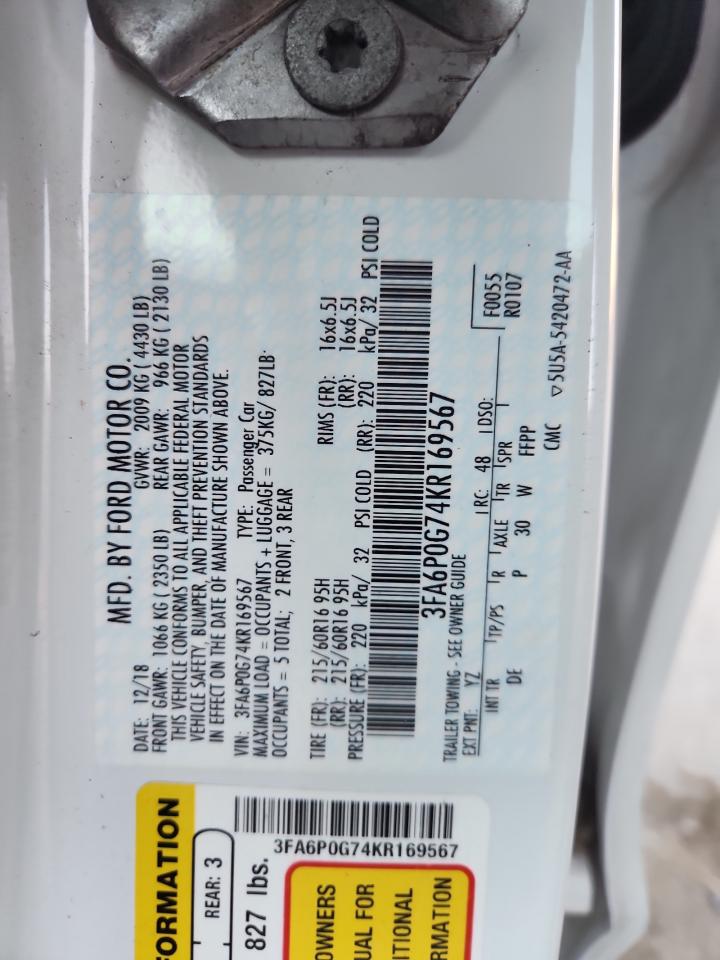 MFD. BY FORD MOTOR CO.
DATE: 12/18 GVWR: 2009 KG ( 4430 LB)
FRONT GAWR: 1066 KG ( 2350 LB) REAR GAWR: 966 KG ( 2130 LB)
THIS VEHICLE CONFORMS TO ALL APPLICABLE FEDERAL MOTOR
VEHICLE SAFETY, BUMPER, AND THEFT PREVENTION STANDARDS
IN EFFECT ON THE DATE OF MANUFACTURE SHOWN ABOVE.
VIN: 3FA6P0G74KR169567 TYPE: Passenger Car
MAXIMUM LOAD = OCCUPANTS + LUGGAGE = 375KG/ 827LB
OCCUPANTS = 5 TOTAL; 2 FRONT, 3 REAR
TIRE (FR): 215/60R16 95H RIMS (FR): 16x6.5J
(RR): 215/60R16 95H (RR): 16x6.5J
PRESSURE (FR): 220 kPa/ 32 PSI COLD (RR): 220 kPa/ 32 PSI COLD
3FA6P0G74KR169567
TRAILER TOWING - SEE OWNER GUIDE
EXT PNT: YZ RC: 48 DSO: F0055
INT TR TP/PS R AXLE TR SPR R0107
DE P 30 W FFPP
CMC ▽5U5A-5420472-AA
FORMATION
REAR: 3
827 lbs.
3FA6P0G74KR169567
OWNERS
UAL FOR
ITIONAL
RMATION